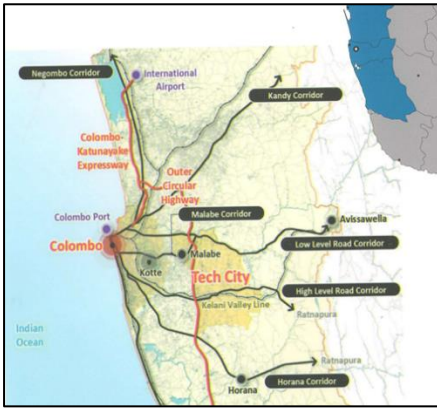 Negombo Corridor
International
Airport
Kandy Corridor
Colombo-
Katunayake
Expressway
Outer
Circular
Highway
Colombo Port
Malabe Corridor
Avissawella
Colombo
Low Level Road Corridor
Malabe
Kotte
Tech City
High Level Road Corridor
Kelani Valley Line
Ratnapura
Indian
Ocean
Ratnapura
Horana
Horana Corridor